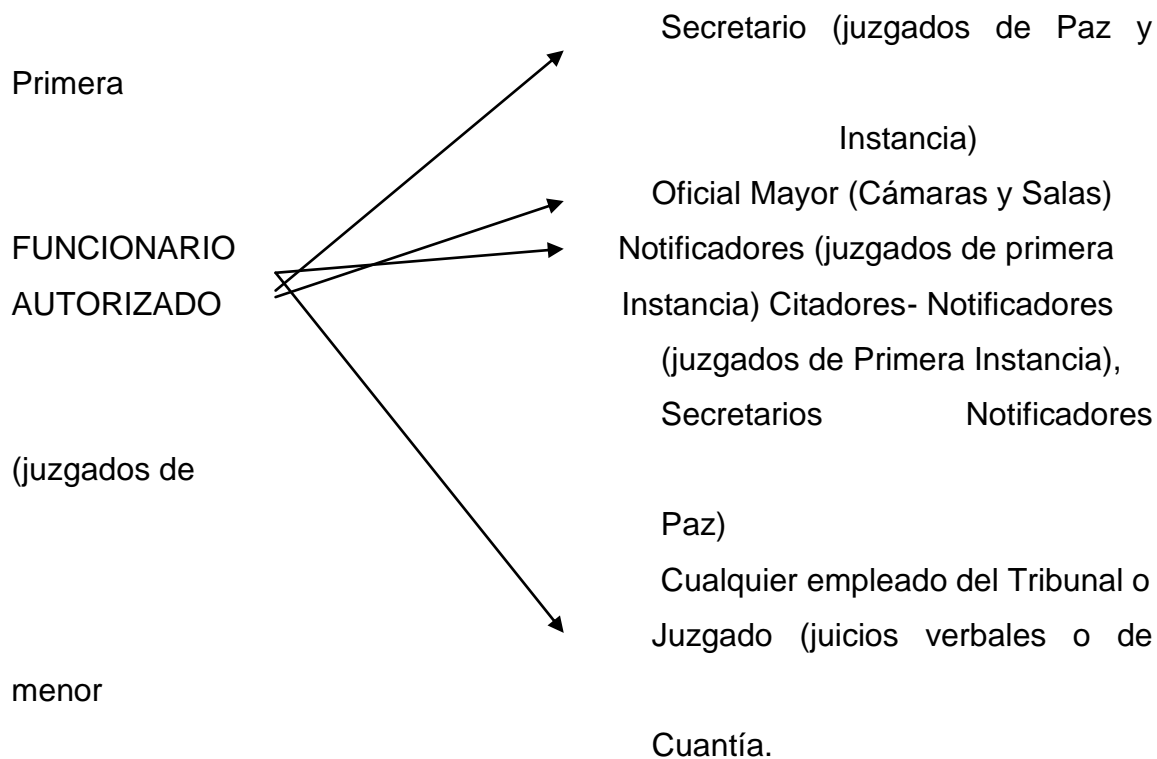 Secretario (juzgados de Paz y
Primera
Instancia)
Oficial Mayor (Cámaras y Salas)
FUNCIONARIO Notificadores (juzgados de primera
AUTORIZADO Instancia) Citadores- Notificadores
(juzgados de Primera Instancia),
Secretarios Notificadores
(juzgados de
Paz)
Cualquier empleado del Tribunal o
Juzgado (juicios verbales o de
menor
Cuantía.